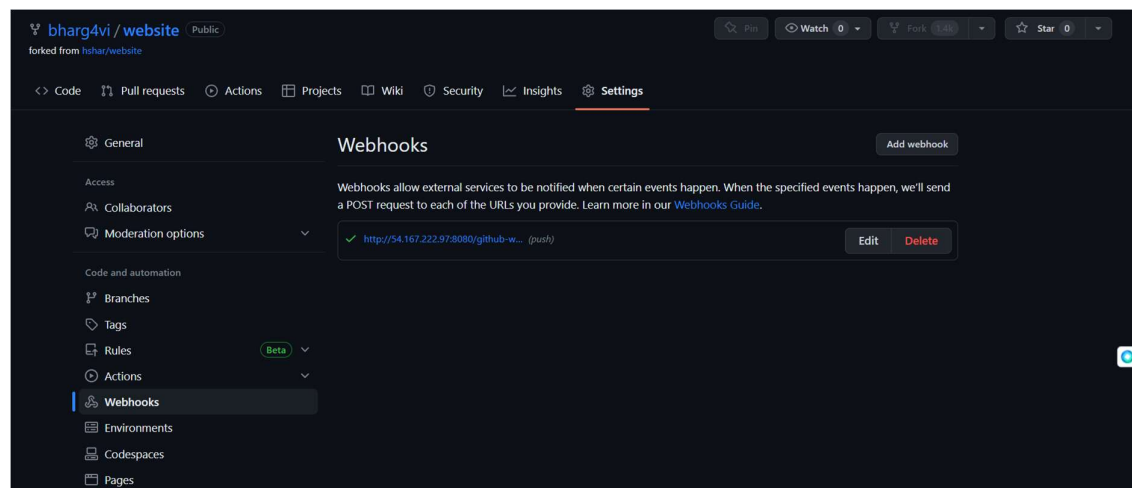 bharg4vi / website Public
Pin Watch 0 Fork 1.4k Star 0
forked from hshar/website
Code Pull requests Actions Projects Wiki Security Insights Settings
General
Access
Collaborators
Moderation options
Code and automation
Branches
Tags
Rules Beta
Actions
Webhooks
Environments
Codespaces
Pages
Webhooks
Add webhook
Webhooks allow external services to be notified when certain events happen. When the specified events happen, we'll send
a POST request to each of the URLs you provide. Learn more in our Webhooks Guide.
http://54.167.222.97:8080/github-w... (push)
Edit Delete